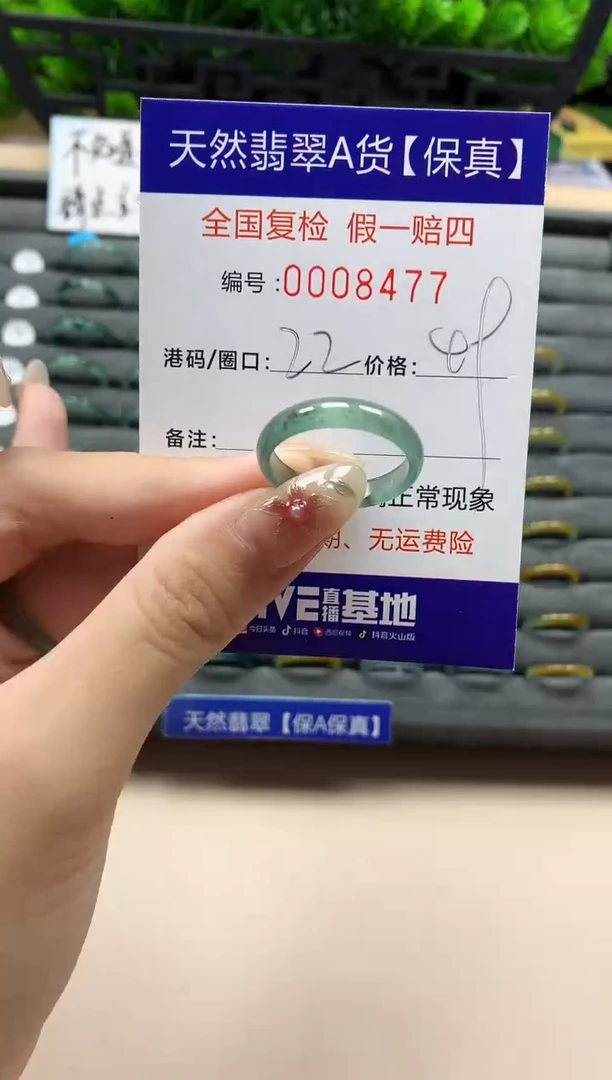 天然翡翠A货【保真】
全国复检 假一赔四
编号:0008477
港码/圈口: 22 价格:
备注:
正常现象
期、无运费险
直播基地
今日头条 抖音 西瓜视频 抖音火山版
天然翡翠【保A保真】